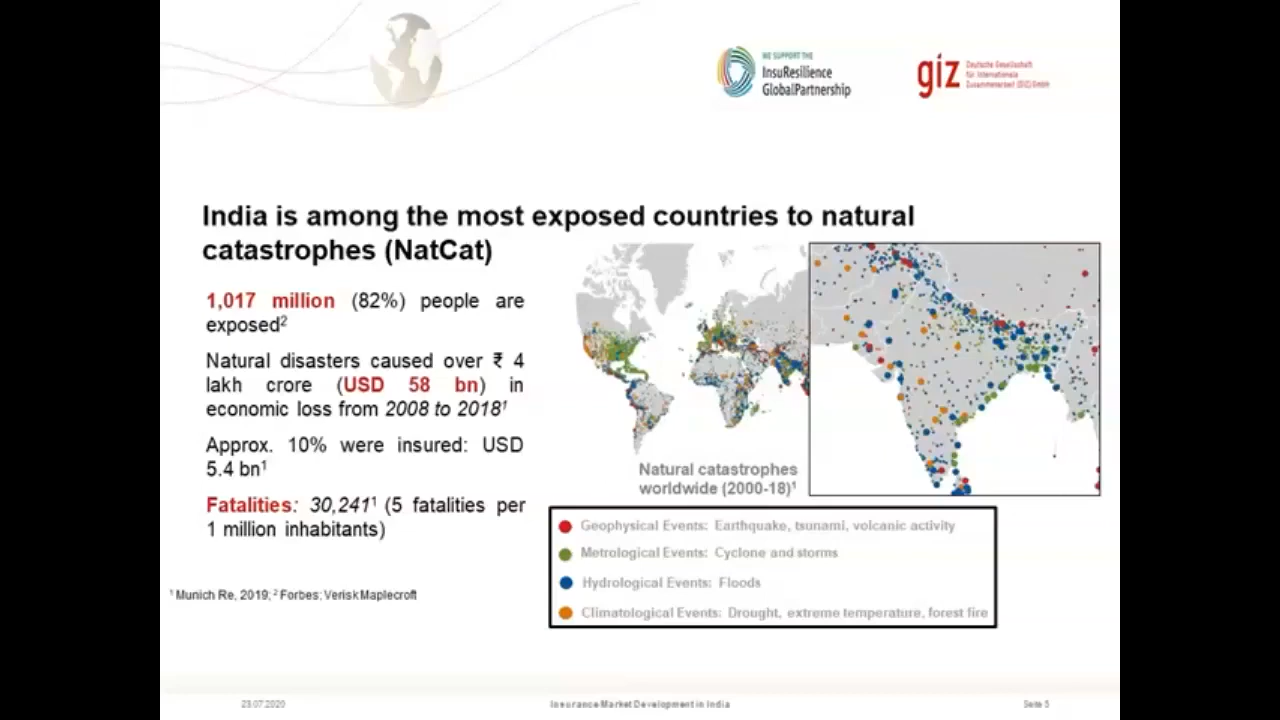 WE SUPPORT THE
InsuResilience
GlobalPartnership
giz
Deutsche Gesellschaft
für Internationale
Zusammenarbeit (GIZ) GmbH
India is among the most exposed countries to natural
catastrophes (NatCat)
1,017 million (82%) people are
exposed²
Natural disasters caused over ₹ 4
lakh crore (USD 58 bn) in
economic loss from 2008 to 2018¹
Approx. 10% were insured: USD
5.4 bn¹
Fatalities: 30,241¹ (5 fatalities per
1 million inhabitants)
Natural catastrophes
worldwide (2000-18)¹
Geophysical Events: Earthquake, tsunami, volcanic activity
Metrological Events: Cyclone and storms
Hydrological Events: Floods
Climatological Events: Drought, extreme temperature, forest fire
¹ Munich Re, 2019; ² Forbes; Verisk Maplecroft
23.07.2020
Insurance Market Development in India
Seite 5